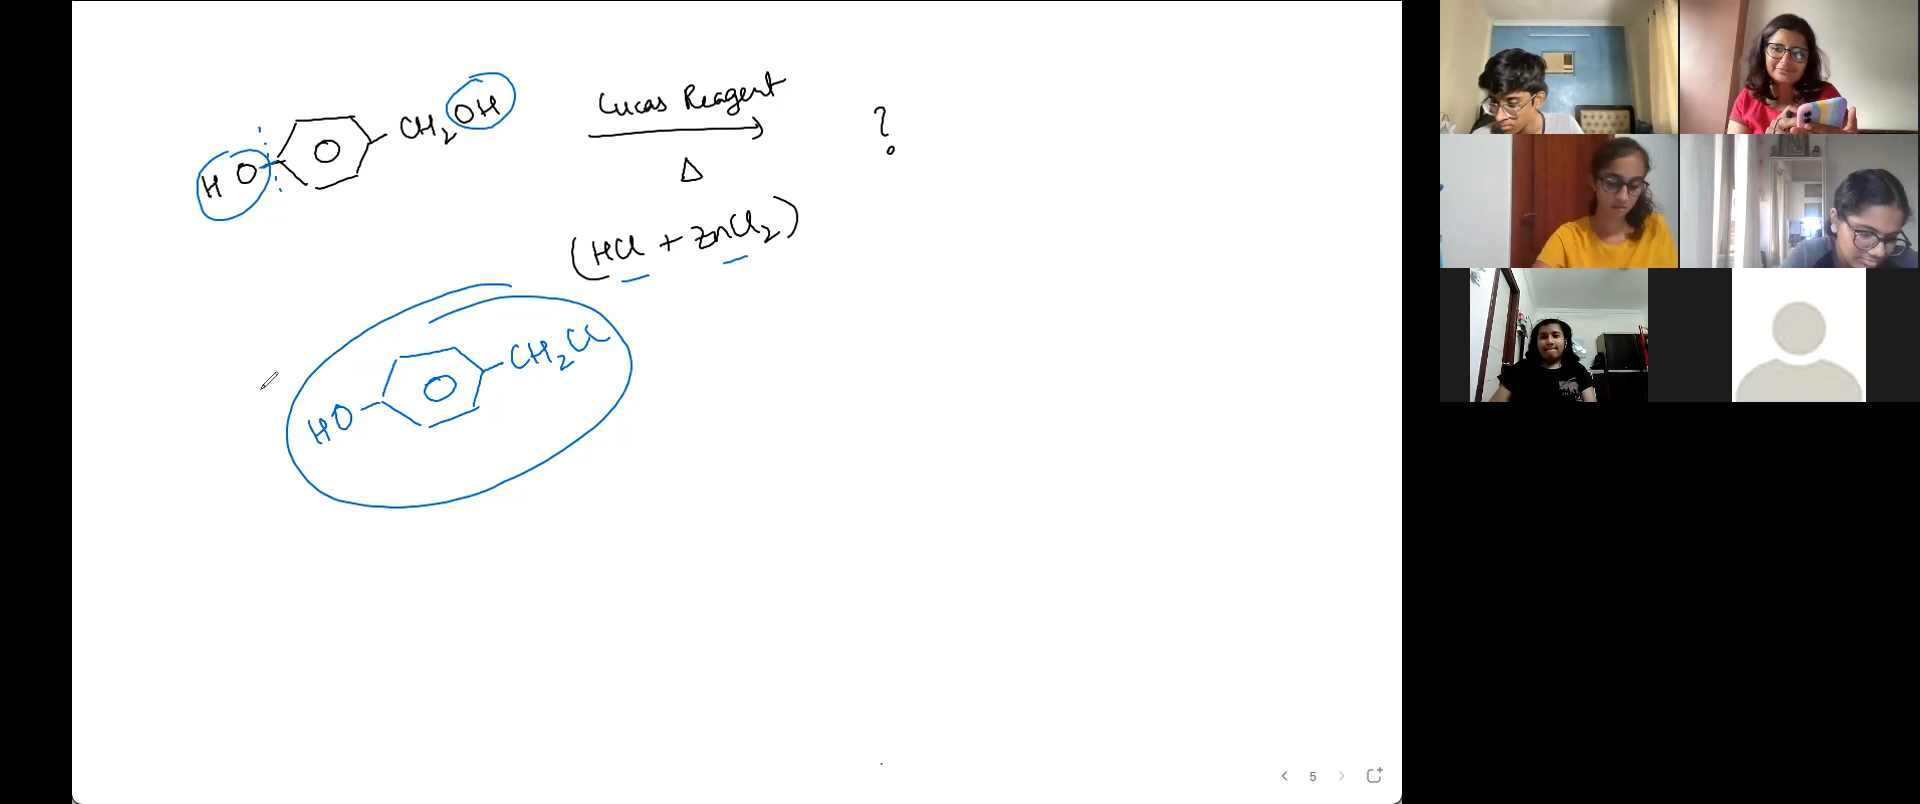 Lucas Reagent
HO CH2OH ?
Δ
(HCl + ZnCl2)
HO CH2Cl
< 5 >